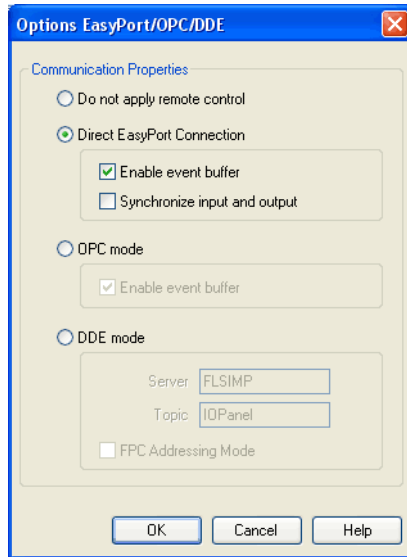 Options EasyPort/OPC/DDE
Communication Properties
Do not apply remote control
Direct EasyPort Connection
Enable event buffer
Synchronize input and output
OPC mode
Enable event buffer
DDE mode
Server FLSIMP
Topic IOPanel
FPC Addressing Mode
OK Cancel Help